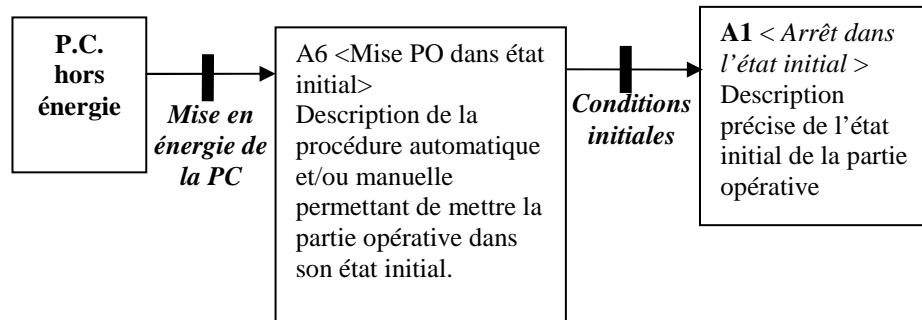 P.C.
hors
énergie
Mise en
énergie de
la PC
A6 <Mise PO dans état
initial>
Description de la
procédure automatique
et/ou manuelle
permettant de mettre la
partie opérative dans
son état initial.
Conditions
initiales
A1 < Arrêt dans
l’état initial >
Description
précise de l’état
initial de la partie
opérative